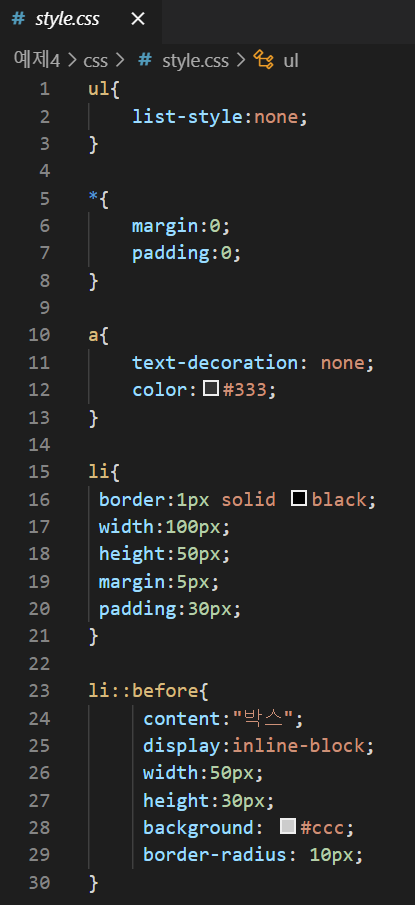 # style.css ×
예제4 > css > # style.css > ul
1 ul{
2     list-style:none;
3 }
4
5 *{
6     margin:0;
7     padding:0;
8 }
9
10 a{
11     text-decoration: none;
12     color:#333;
13 }
14
15 li{
16  border:1px solid black;
17  width:100px;
18  height:50px;
19  margin:5px;
20  padding:30px;
21 }
22
23 li::before{
24      content:"박스";
25      display:inline-block;
26      width:50px;
27      height:30px;
28      background: #ccc;
29      border-radius: 10px;
30 }